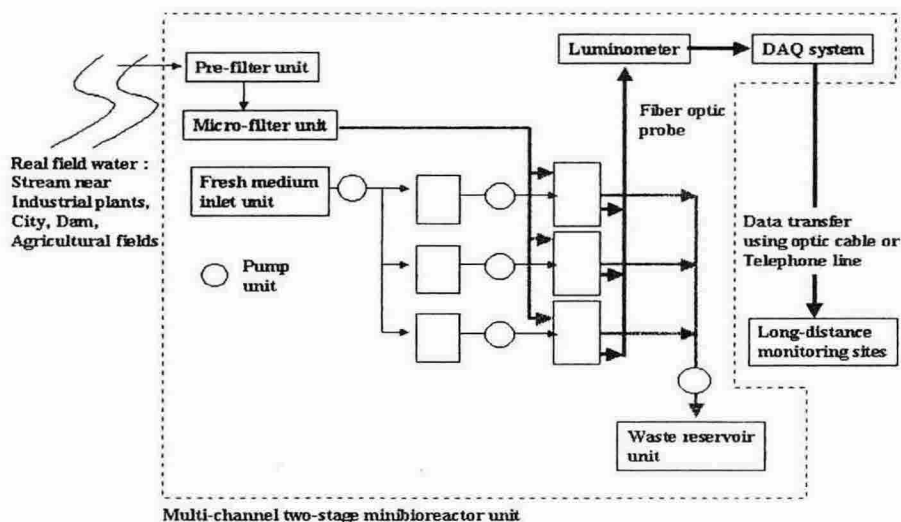 Luminometer
DAQ system
Pre-filter unit
Micro-filter unit
Fiber optic
probe
Real field water :
Stream near
Industrial plants,
City, Dam,
Agricultural fields
Fresh medium
inlet unit
Pump
unit
Data transfer
using optic cable or
Telephone line
Long-distance
monitoring sites
Waste reservoir
unit
Multi-channel two-stage minibioreactor unit